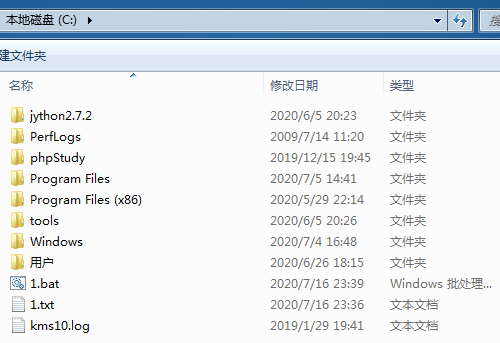 本地磁盘 (C:)
建文件夹
名称 修改日期 类型
jython2.7.2 2020/6/5 20:23 文件夹
PerfLogs 2009/7/14 11:20 文件夹
phpStudy 2019/12/15 19:45 文件夹
Program Files 2020/7/5 14:41 文件夹
Program Files (x86) 2020/5/29 22:14 文件夹
tools 2020/6/5 20:26 文件夹
Windows 2020/7/4 16:48 文件夹
用户 2020/6/26 18:15 文件夹
1.bat 2020/7/16 23:39 Windows 批处理...
1.txt 2020/7/16 23:36 文本文档
kms10.log 2019/1/29 19:41 文本文档